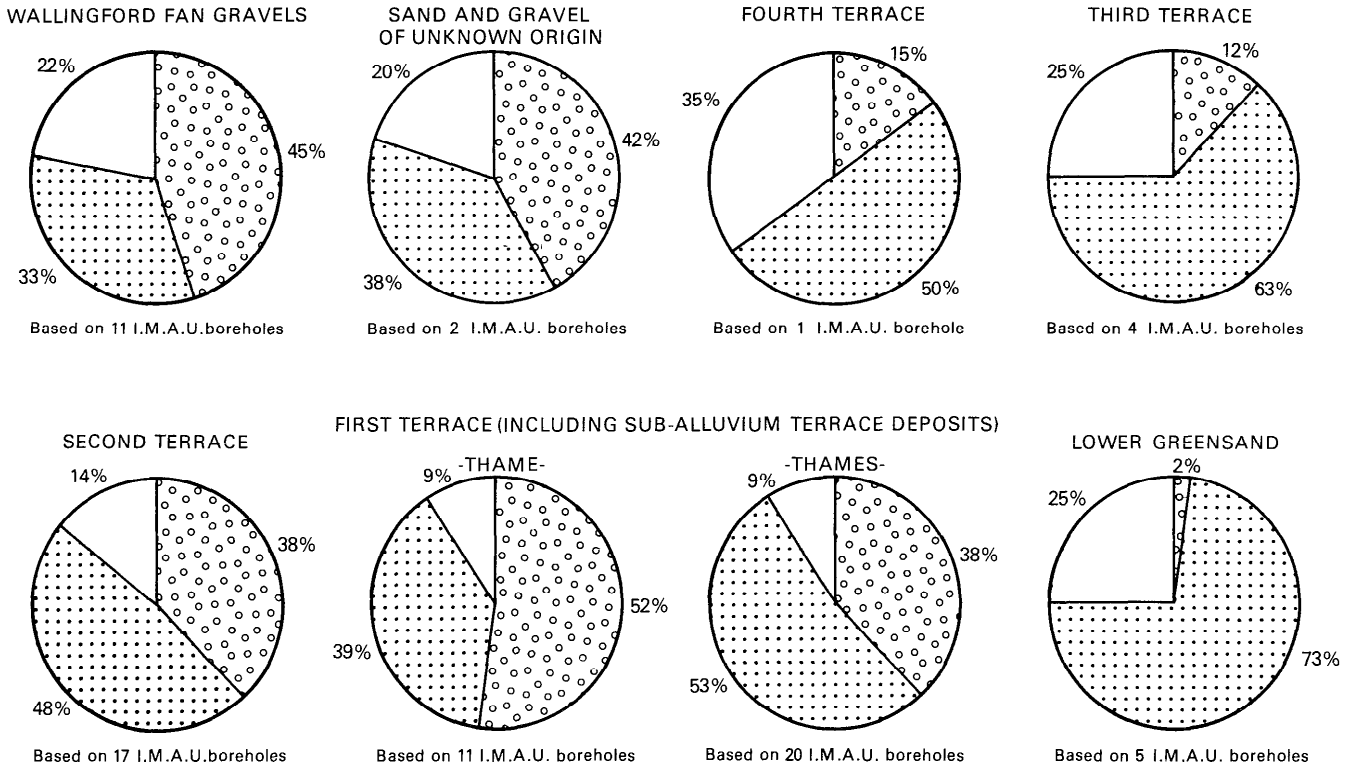 WALLINGFORD FAN GRAVELS
22%
45%
33%
Based on 11 I.M.A.U.boreholes
SAND AND GRAVEL
OF UNKNOWN ORIGIN
20%
42%
38%
Based on 2 I.M.A.U. boreholes
FOURTH TERRACE
15%
35%
50%
Based on 1 I.M.A.U. borehole
THIRD TERRACE
12%
25%
63%
Based on 4 I.M.A.U. boreholes
SECOND TERRACE
14%
38%
48%
Based on 17 I.M.A.U.boreholes
FIRST TERRACE (INCLUDING SUB-ALLUVIUM TERRACE DEPOSITS)
-THAME-
9%
52%
39%
Based on 11 I.M.A.U. boreholes
-THAMES-
9%
38%
53%
Based on 20 I.M.A.U. boreholes
LOWER GREENSAND
2%
25%
73%
Based on 5 I.M.A.U. boreholes